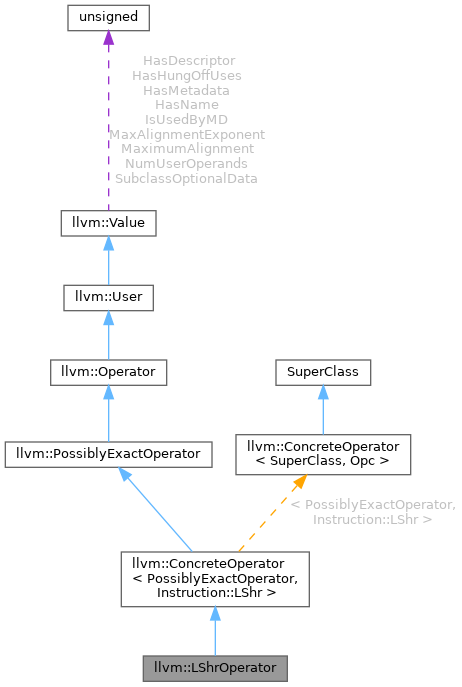 unsigned
HasDescriptor
HasHungOffUses
HasMetadata
HasName
IsUsedByMD
MaxAlignmentExponent
MaximumAlignment
NumUserOperands
SubclassOptionalData
llvm::Value
llvm::User
llvm::Operator
SuperClass
llvm::PossiblyExactOperator
llvm::ConcreteOperator
< SuperClass, Opc >
< PossiblyExactOperator,
Instruction::LShr >
llvm::ConcreteOperator
< PossiblyExactOperator,
Instruction::LShr >
llvm::LShrOperator